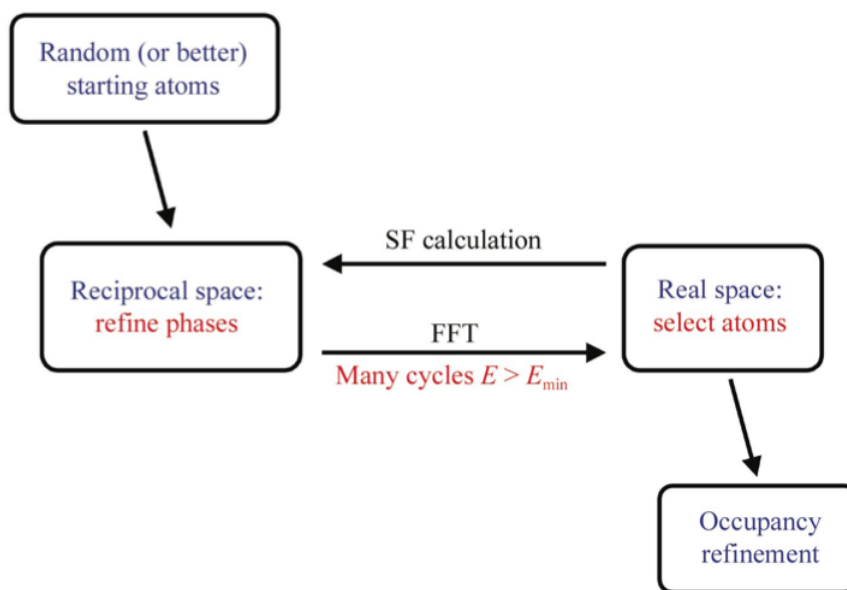 Random (or better)
starting atoms
SF calculation
Reciprocal space:
refine phases
Real space:
select atoms
FFT
Many cycles E > Emin
Occupancy
refinement